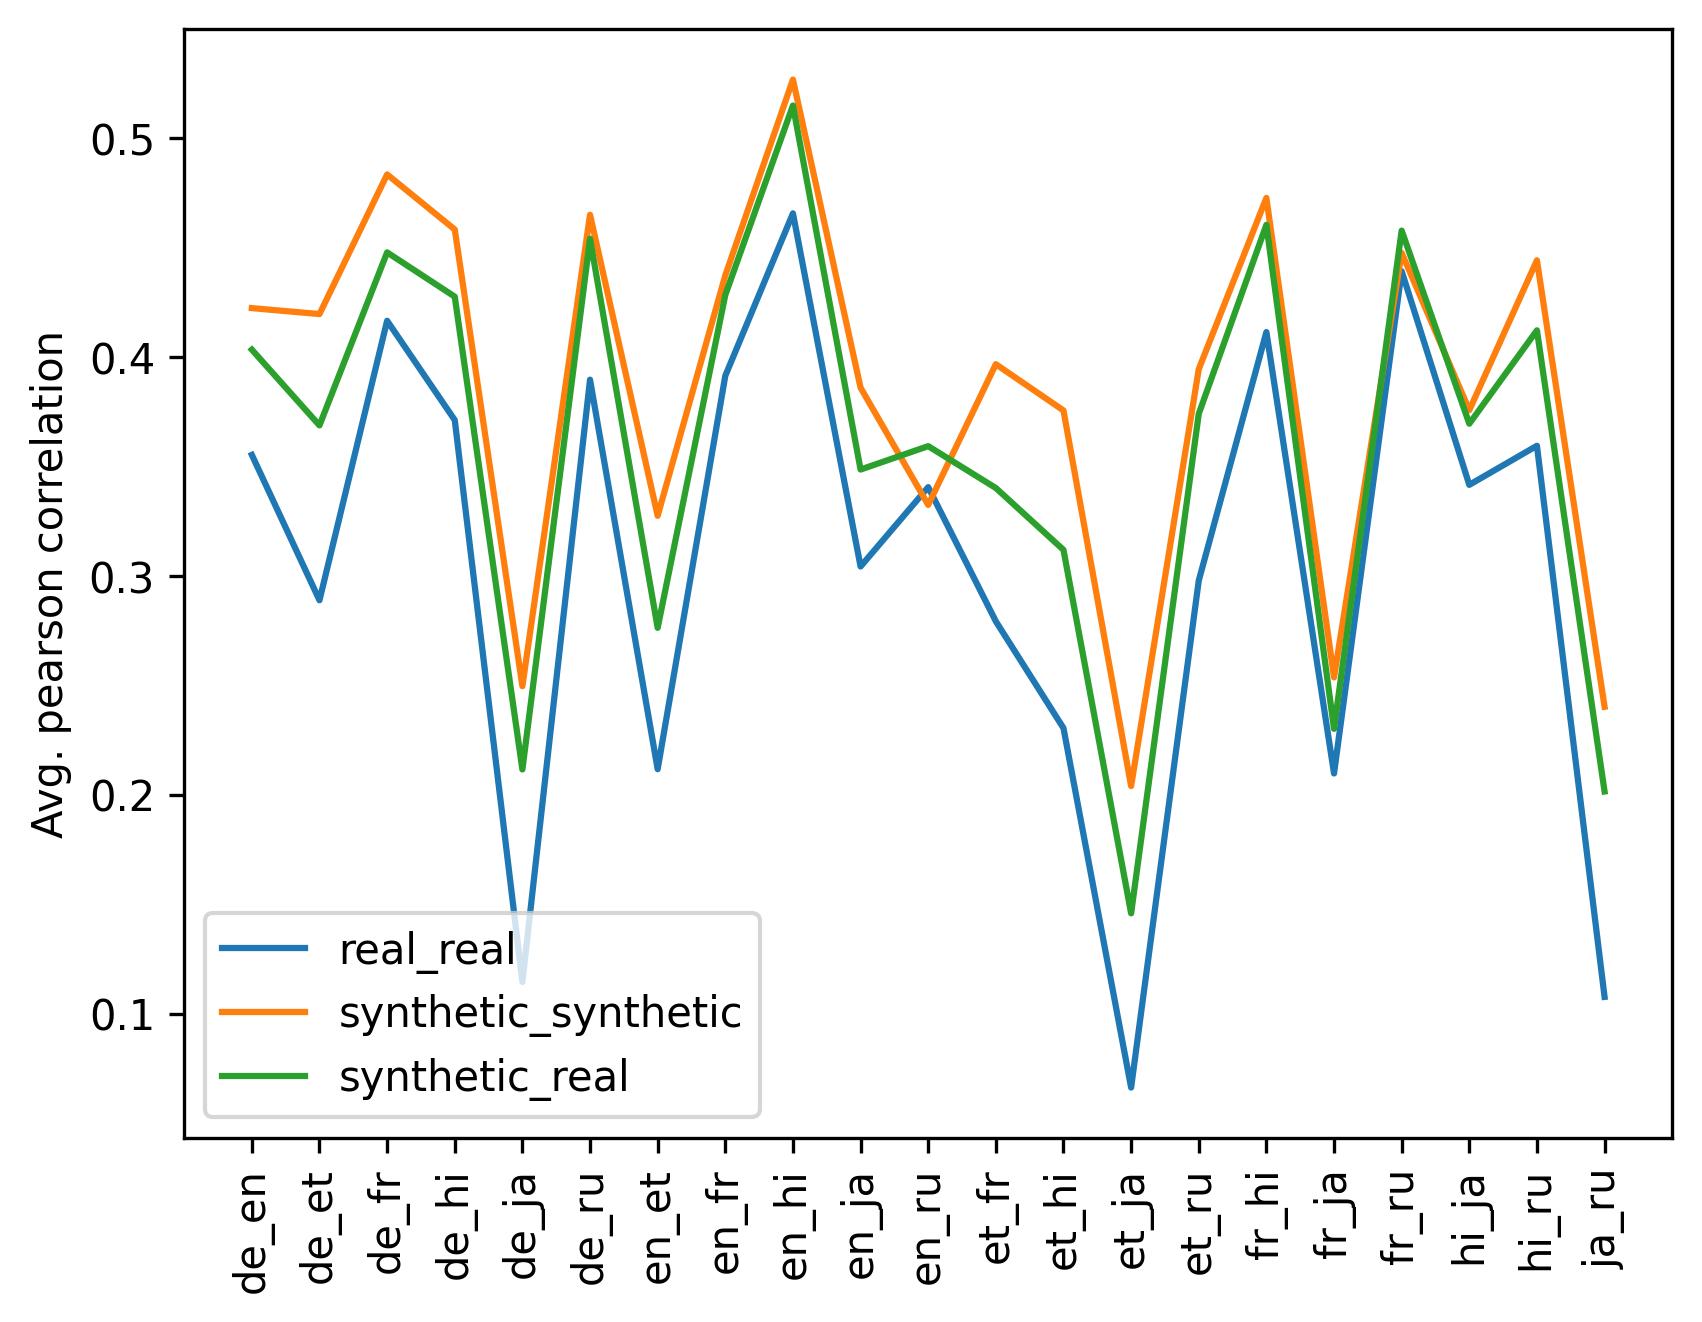 Avg. pearson correlation
0.5
0.4
0.3
0.2
0.1
real_real
synthetic_synthetic
synthetic_real
de_en
de_et
de_fr
de_hi
de_ja
de_ru
en_et
en_fr
en_hi
en_ja
en_ru
et_fr
et_hi
et_ja
et_ru
fr_hi
fr_ja
fr_ru
hi_ja
hi_ru
ja_ru